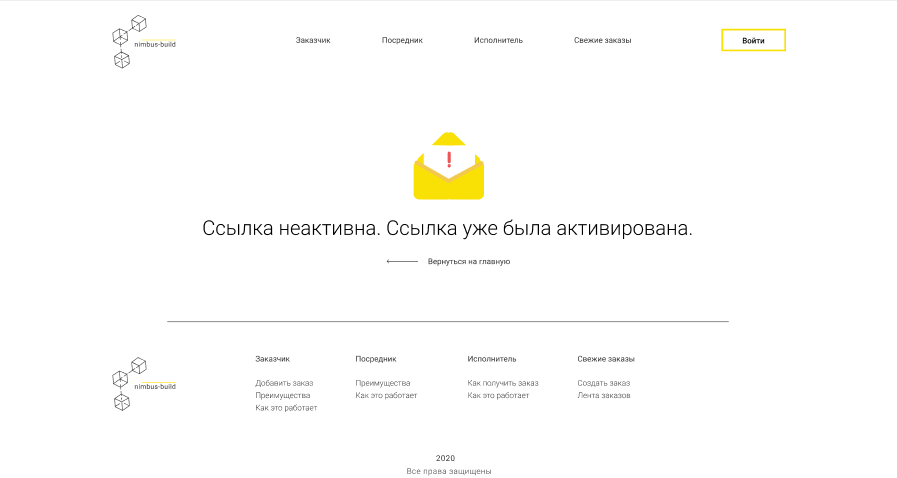 nimbus-build
Заказчик
Посредник
Исполнитель
Свежие заказы
Войти
!
Ссылка неактивна. Ссылка уже была активирована.
Вернуться на главную
nimbus-build
Заказчик
Добавить заказ
Преимущества
Как это работает
Посредник
Преимущества
Как это работает
Исполнитель
Как получить заказ
Как это работает
Свежие заказы
Создать заказ
Лента заказов
2020
Все права защищены